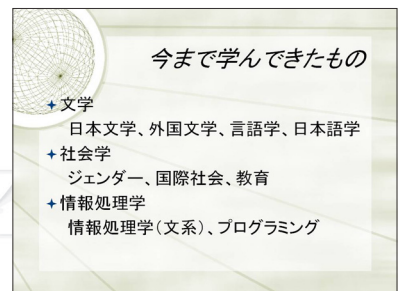 今まで学んできたもの
文学
日本文学、外国文学、言語学、日本語学
社会学
ジェンダー、国際社会、教育
情報処理学
情報処理学(文系)、プログラミング